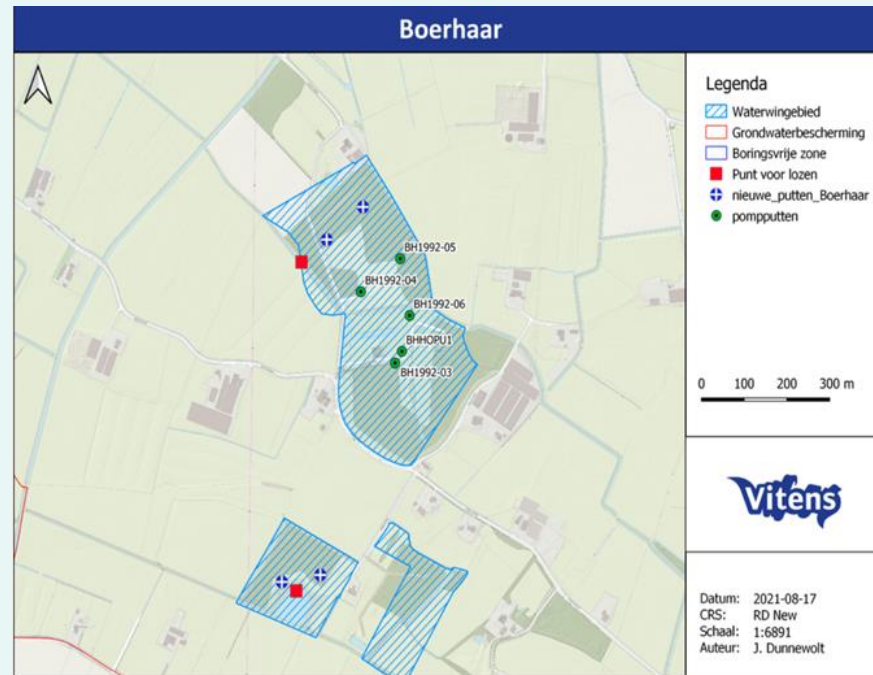 Boerhaar
Legenda
Waterwingebied
Grondwaterbescherming
Boringsvrije zone
Punt voor lozen
nieuwe_putten_Boerhaar
pompputten
BH1992-05
BH1992-04
BH1992-06
BHHOPU1
BH1992-03
0 100 200 300 m
Vitens
Datum: 2021-08-17
CRS: RD New
Schaal: 1:6891
Auteur: J. Dunnewolt